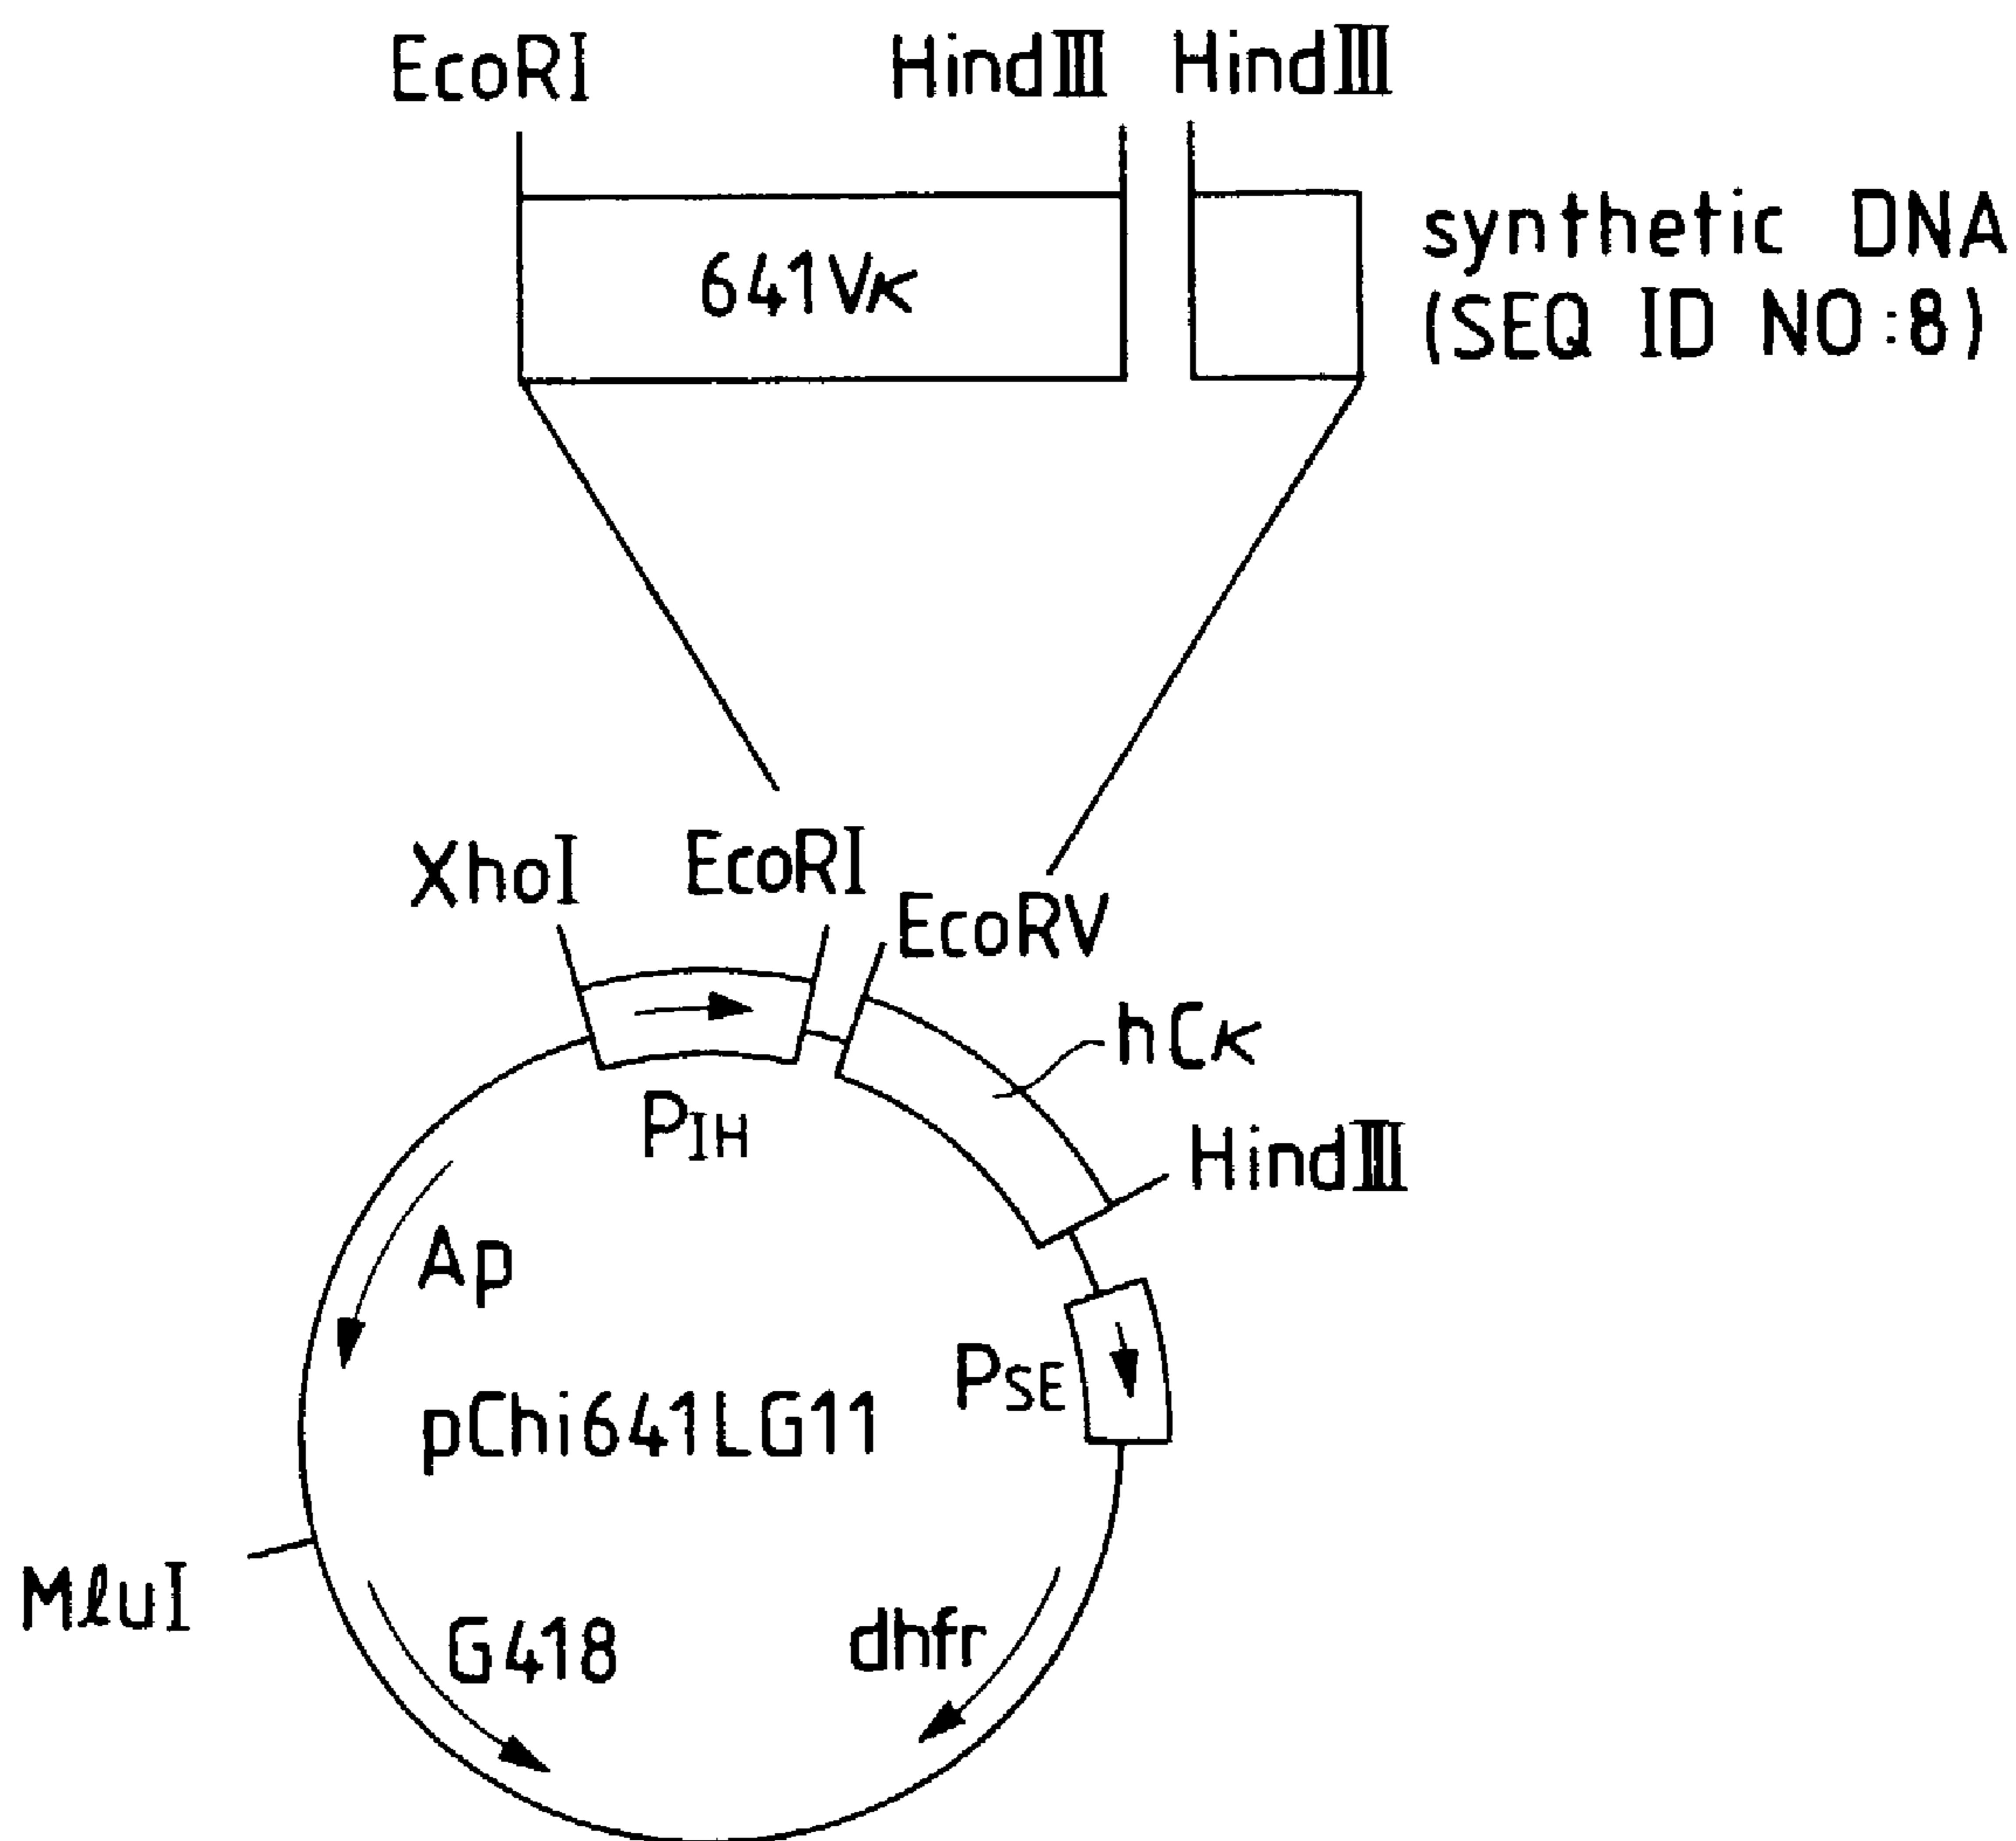 EcoRI
HindIII
HindIII
641Vκ
synthetic DNA
(SEQ ID NO:8)
XhoI
EcoRI
EcoRV
hCκ
PIH
HindIII
Ap
PSE
pChi641LG11
MluI
G418
dhfr